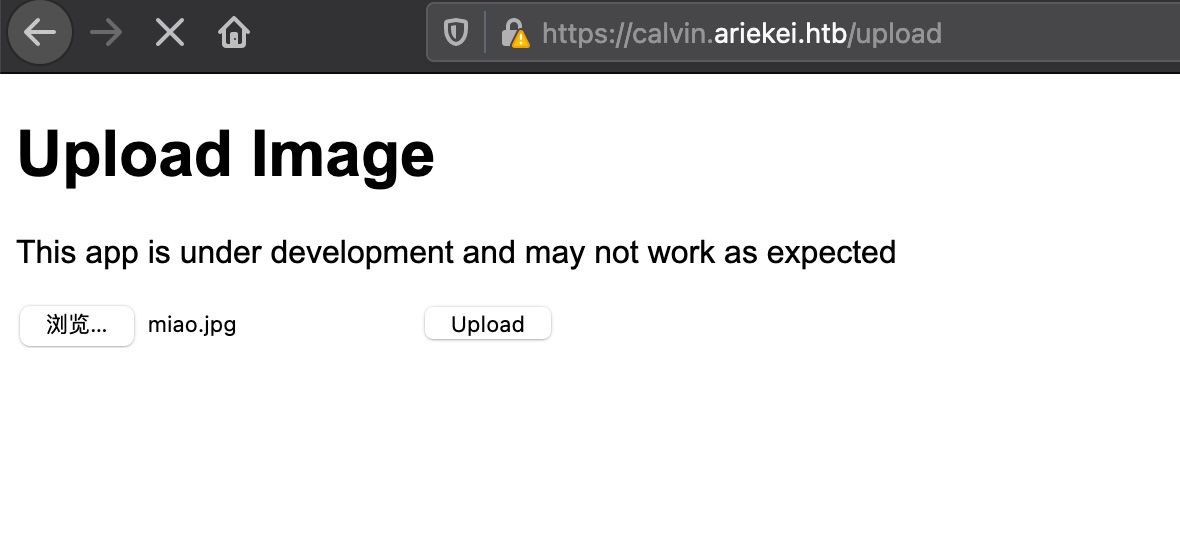 https://calvin.ariekei.htb/upload
Upload Image
This app is under development and may not work as expected
浏览... miao.jpg Upload